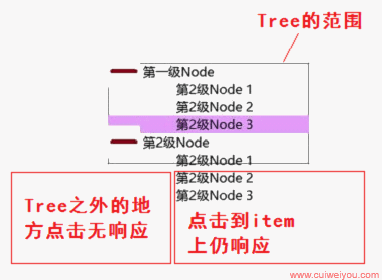 Tree的范围
第一级Node
第2级Node 1
第2级Node 2
第2级Node 3
第2级Node
第2级Node 1
第2级Node 2
第2级Node 3
Tree之外的地
方点击无响应
点击到item
上仍响应
www.cuiweiyou.com